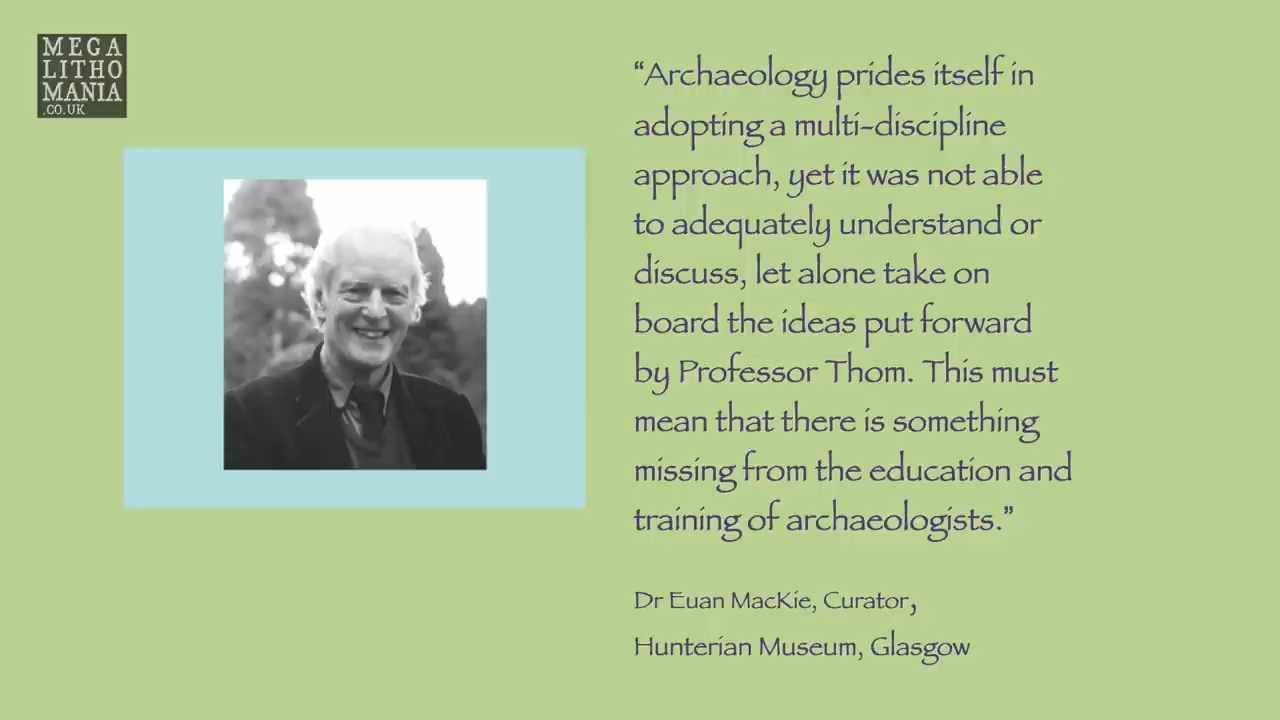 MEGA
LITHO
MANIA
.CO.UK
“Archaeology prides itself in
adopting a multi-discipline
approach, yet it was not able
to adequately understand or
discuss, let alone take on
board the ideas put forward
by Professor Thom. This must
mean that there is something
missing from the education and
training of archaeologists.”
Dr Euan MacKie, Curator,
Hunterian Museum, Glasgow